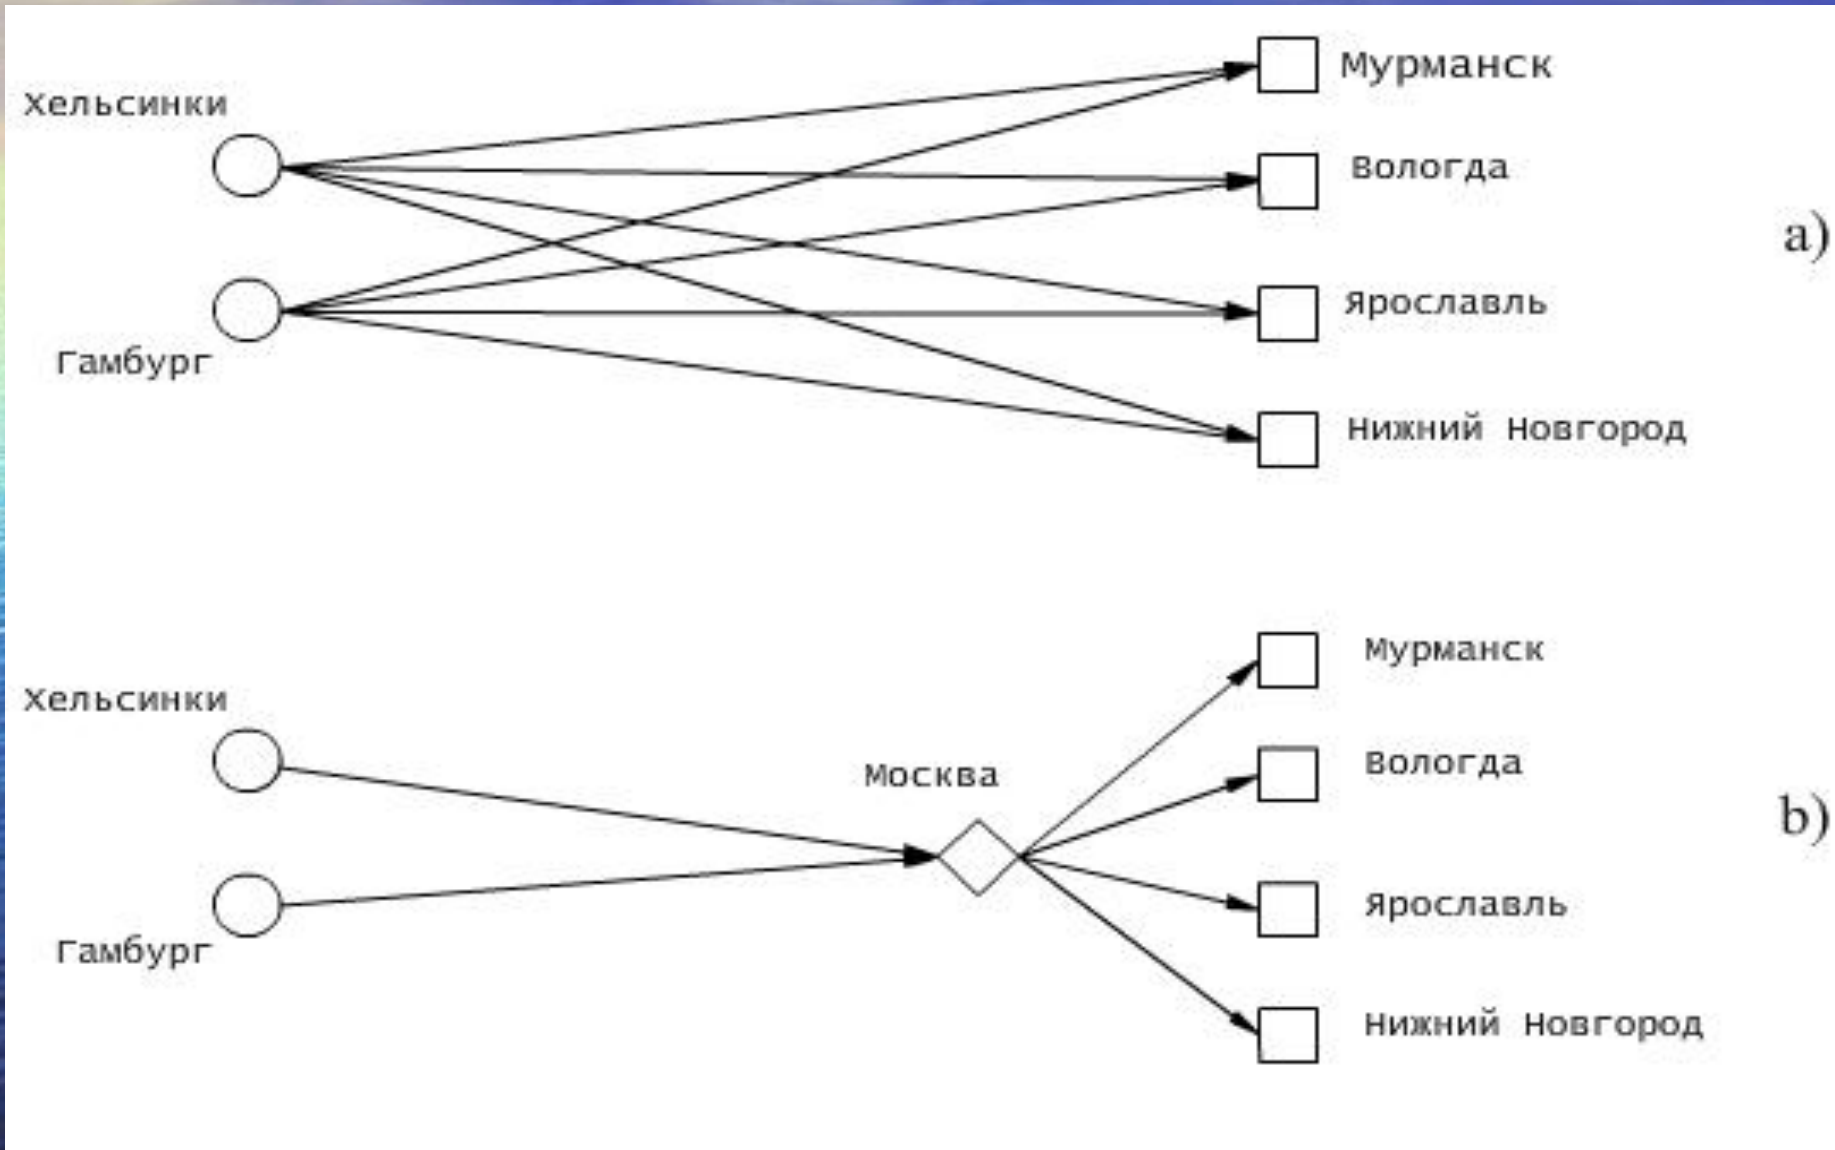 Хельсинки
Гамбург
Мурманск
Вологда
Ярославль
Нижний Новгород
a)
Хельсинки
Гамбург
Москва
Мурманск
Вологда
Ярославль
Нижний Новгород
b)